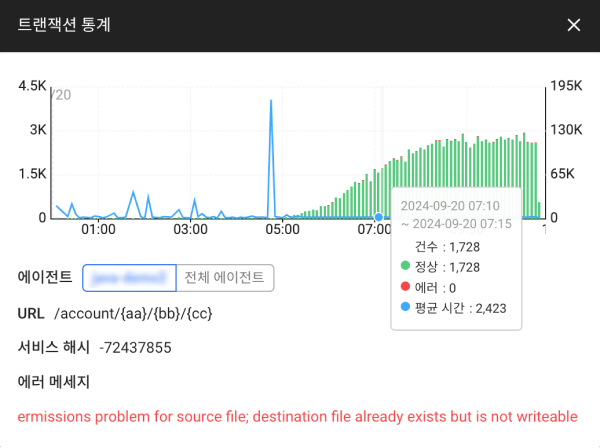 트랜잭션 통계
4.5K
195K
/20
3K
130K
1.5K
65K
0
0
01:00
03:00
05:00
07:00
1
2024-09-20 07:10
~ 2024-09-20 07:15
건수 : 1,728
정상 : 1,728
에러 : 0
평균 시간 : 2,423
에이전트
전체 에이전트
URL /account/{aa}/{bb}/{cc}
서비스 해시 -72437855
에러 메세지
ermissions problem for source file; destination file already exists but is not writeable